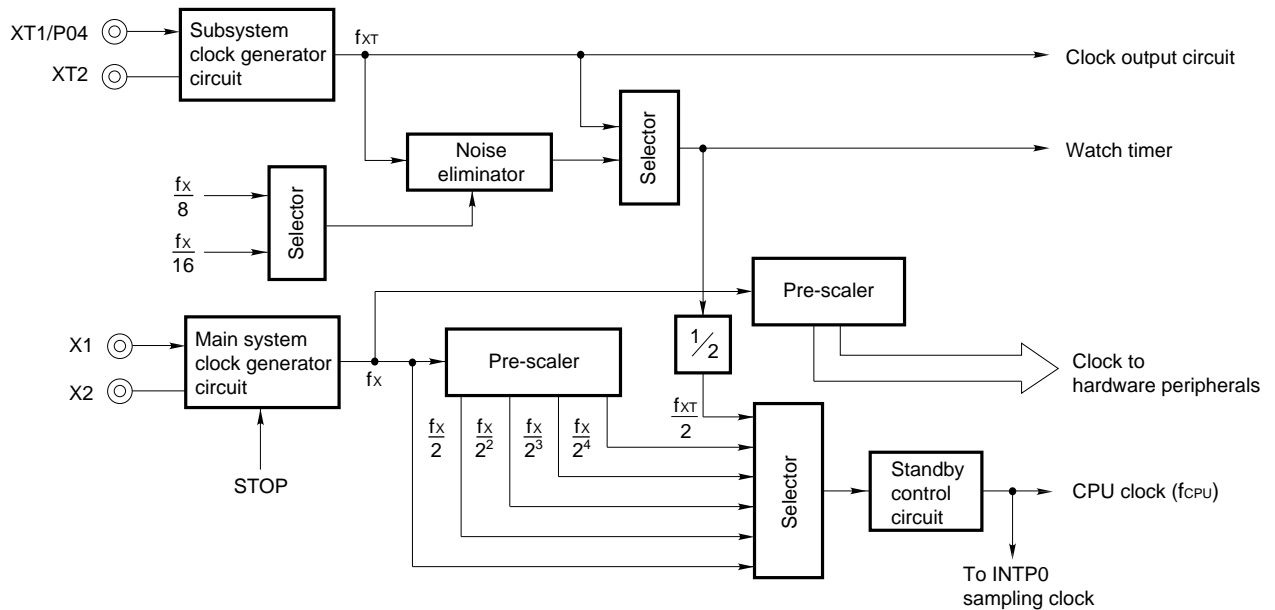 XT1/P04
XT2
Subsystem
clock generator
circuit
fXT
Clock output circuit
Selector
Noise
eliminator
Watch timer
fX
8
fX
16
Selector
Pre-scaler
X1
X2
Main system
clock generator
circuit
fX
Pre-scaler
1/2
Clock to
hardware peripherals
fX
2
fX
2²
fX
2³
fX
2⁴
fXT
2
STOP
Selector
Standby
control
circuit
CPU clock (fCPU)
To INTP0
sampling clock